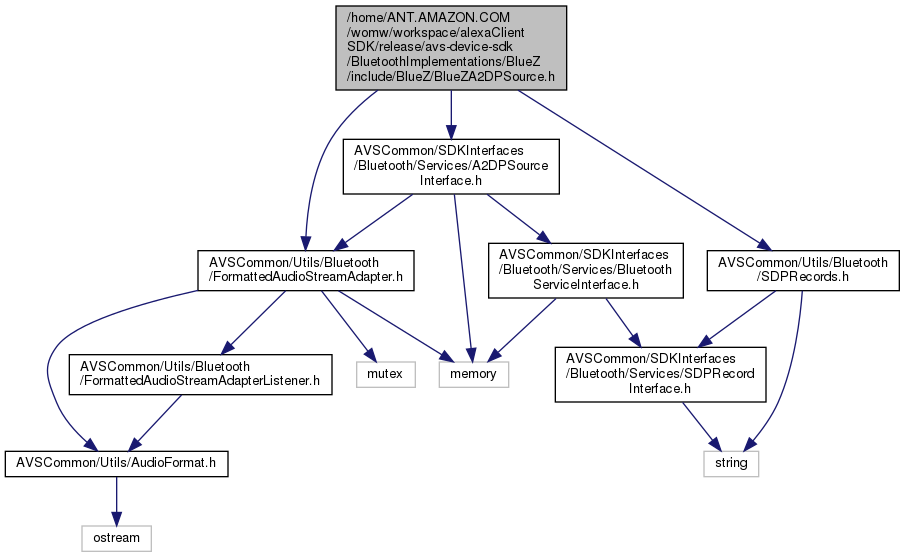 /home/ANT.AMAZON.COM
/womw/workspace/alexaClient
SDK/release/avs-device-sdk
/BluetoothImplementations/BlueZ
/include/BlueZ/BlueZA2DPSource.h
AVSCommon/SDKInterfaces
/Bluetooth/Services/A2DPSource
Interface.h
AVSCommon/Utils/Bluetooth
/FormattedAudioStreamAdapter.h
AVSCommon/SDKInterfaces
/Bluetooth/Services/Bluetooth
ServiceInterface.h
AVSCommon/Utils/Bluetooth
/SDPRecords.h
AVSCommon/Utils/Bluetooth
/FormattedAudioStreamAdapterListener.h
mutex
memory
AVSCommon/SDKInterfaces
/Bluetooth/Services/SDPRecord
Interface.h
AVSCommon/Utils/AudioFormat.h
string
ostream